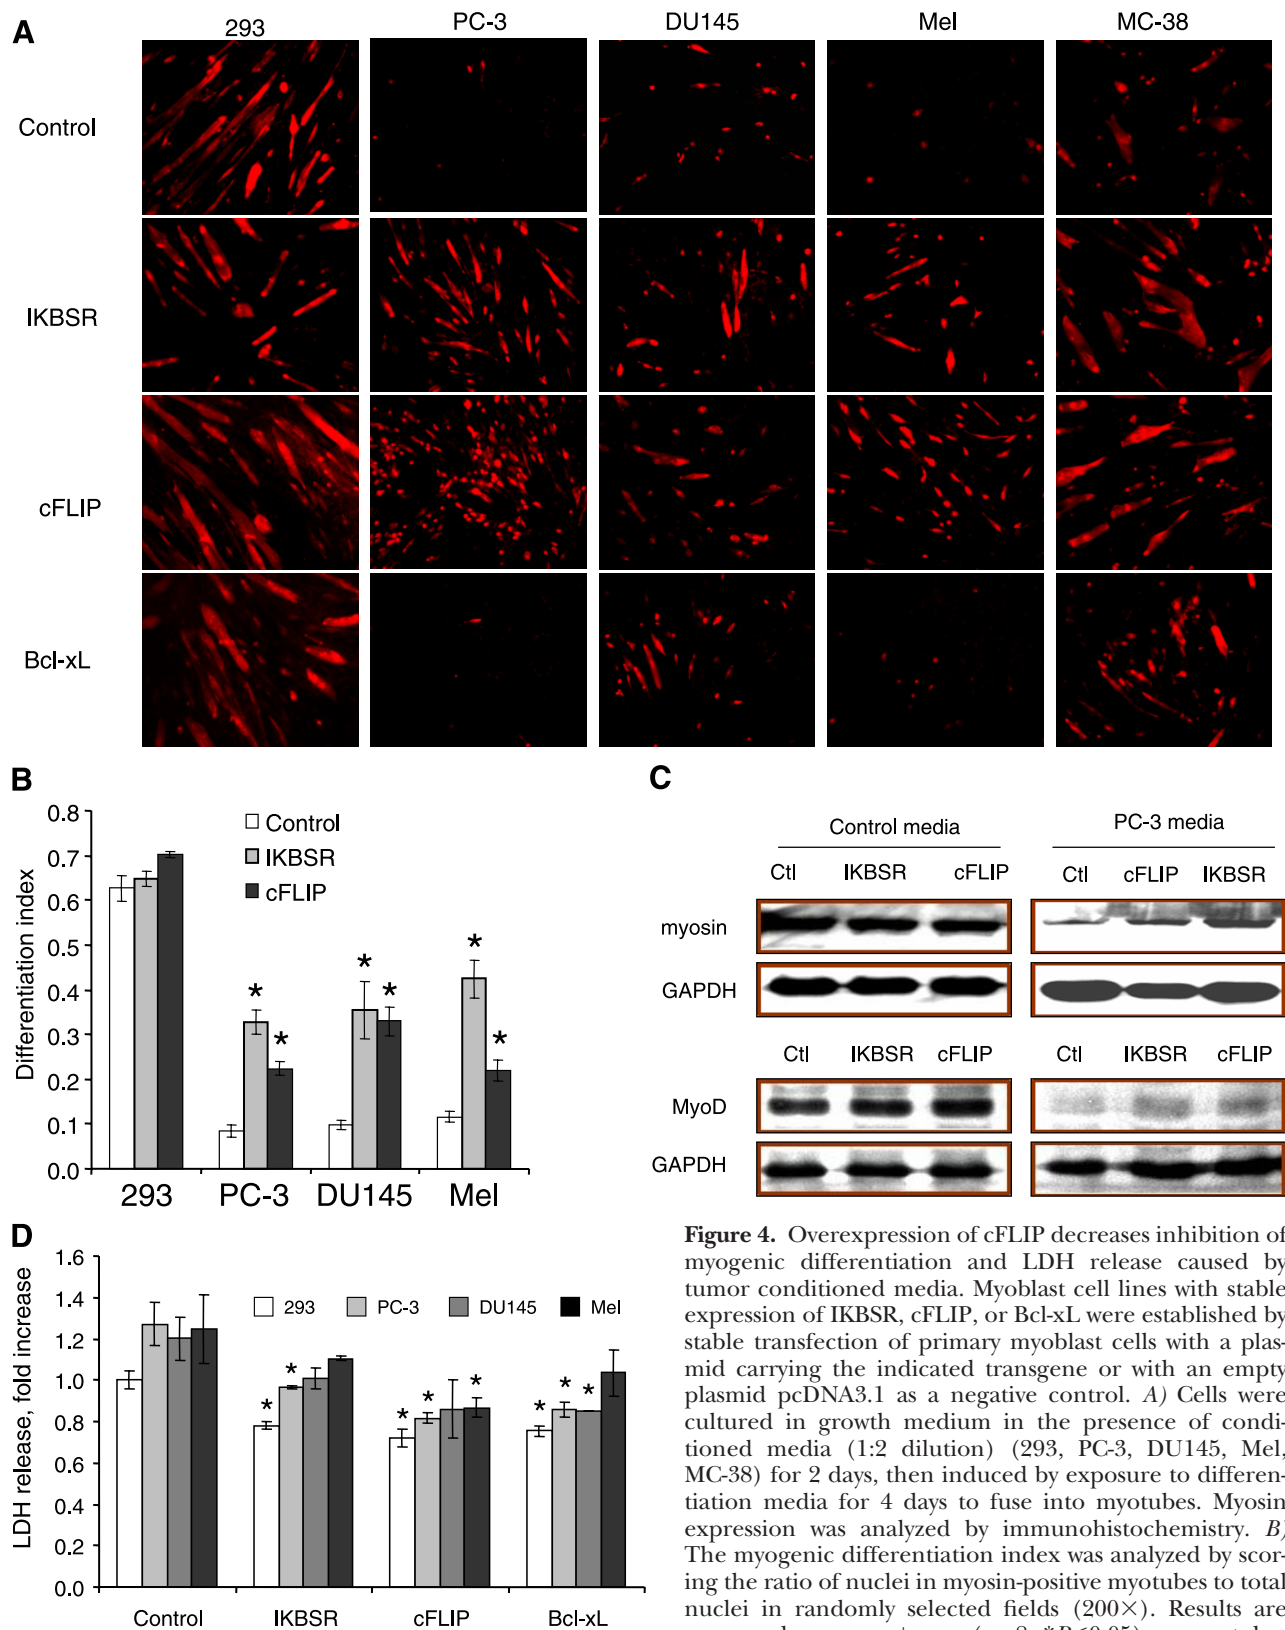 A
293 PC-3 DU145 Mel MC-38
Control
IKBSR
cFLIP
Bcl-xL
B
Differentiation index
0.8
0.7
0.6
0.5
0.4
0.3
0.2
0.1
0.0
Control
IKBSR
cFLIP
* * * * * *
293 PC-3 DU145 Mel
C
Control media PC-3 media
Ctl IKBSR cFLIP Ctl cFLIP IKBSR
myosin
GAPDH
Ctl IKBSR cFLIP Ctl IKBSR cFLIP
MyoD
GAPDH
D
LDH release, fold increase
1.6
1.4
1.2
1.0
0.8
0.6
0.4
0.2
0.0
293 PC-3 DU145 Mel
* * * * * * * *
Control IKBSR cFLIP Bcl-xL
Figure 4. Overexpression of cFLIP decreases inhibition of
myogenic differentiation and LDH release caused by
tumor conditioned media. Myoblast cell lines with stable
expression of IKBSR, cFLIP, or Bcl-xL were established by
stable transfection of primary myoblast cells with a plas-
mid carrying the indicated transgene or with an empty
plasmid pcDNA3.1 as a negative control. A) Cells were
cultured in growth medium in the presence of condi-
tioned media (1:2 dilution) (293, PC-3, DU145, Mel,
MC-38) for 2 days, then induced by exposure to differen-
tiation media for 4 days to fuse into myotubes. Myosin
expression was analyzed by immunohistochemistry. B)
The myogenic differentiation index was analyzed by scor-
ing the ratio of nuclei in myosin-positive myotubes to total
nuclei in randomly selected fields (200×). Results are